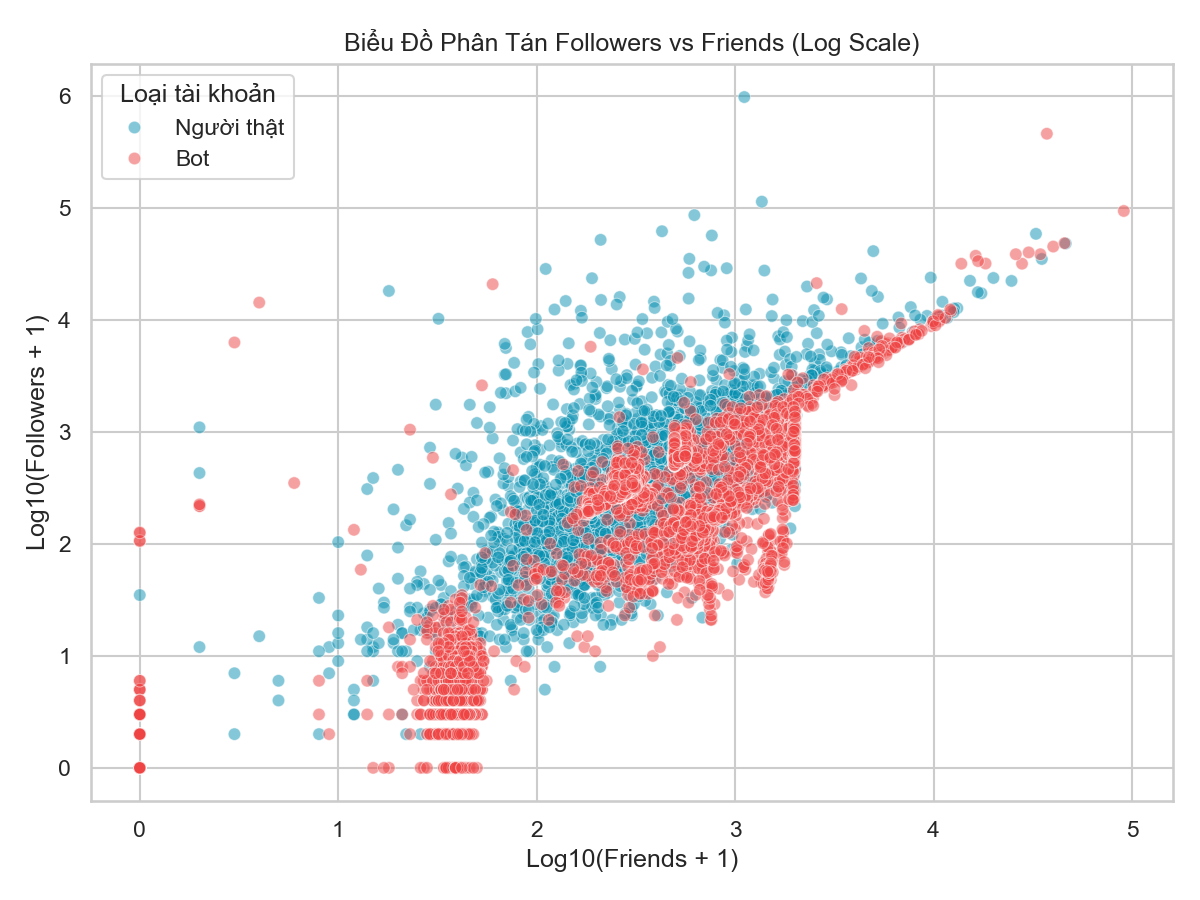 Biểu Đồ Phân Tán Followers vs Friends (Log Scale)
Loại tài khoản
Người thật
Bot
Log10(Followers + 1)
6
5
4
3
2
1
0
0 1 2 3 4 5
Log10(Friends + 1)